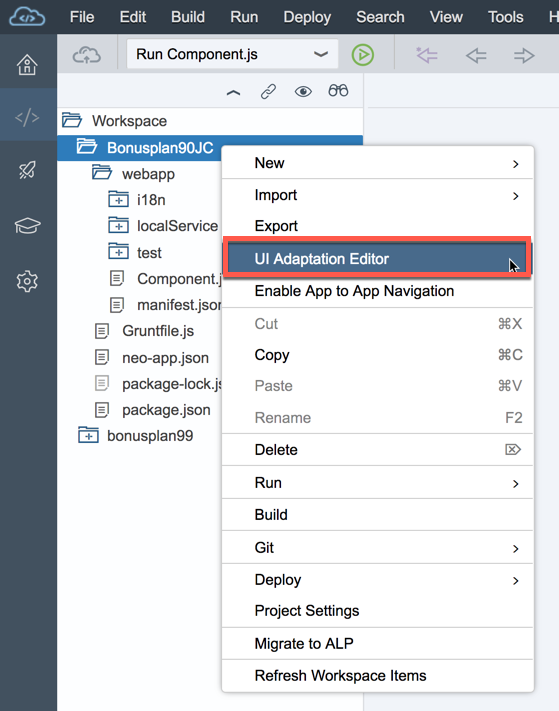 File Edit Build Run Deploy Search View Tools H
Run Component.js
Workspace
Bonusplan90JC
webapp
i18n
localService
test
Component.j
manifest.json
Gruntfile.js
neo-app.json
package-lock.js
package.json
bonusplan99
New
Import
Export
UI Adaptation Editor
Enable App to App Navigation
Cut ⌘X
Copy ⌘C
Paste ⌘V
Rename F2
Delete ⌦
Run
Build
Git
Deploy
Project Settings
Migrate to ALP
Refresh Workspace Items